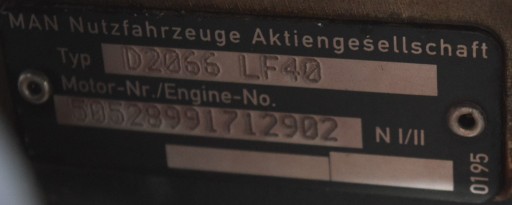 MAN Nutzfahrzeuge Aktiengesellschaft
Typ D2066 LF40
Motor-Nr./Engine-No.
50528991712902 N I/II
0195